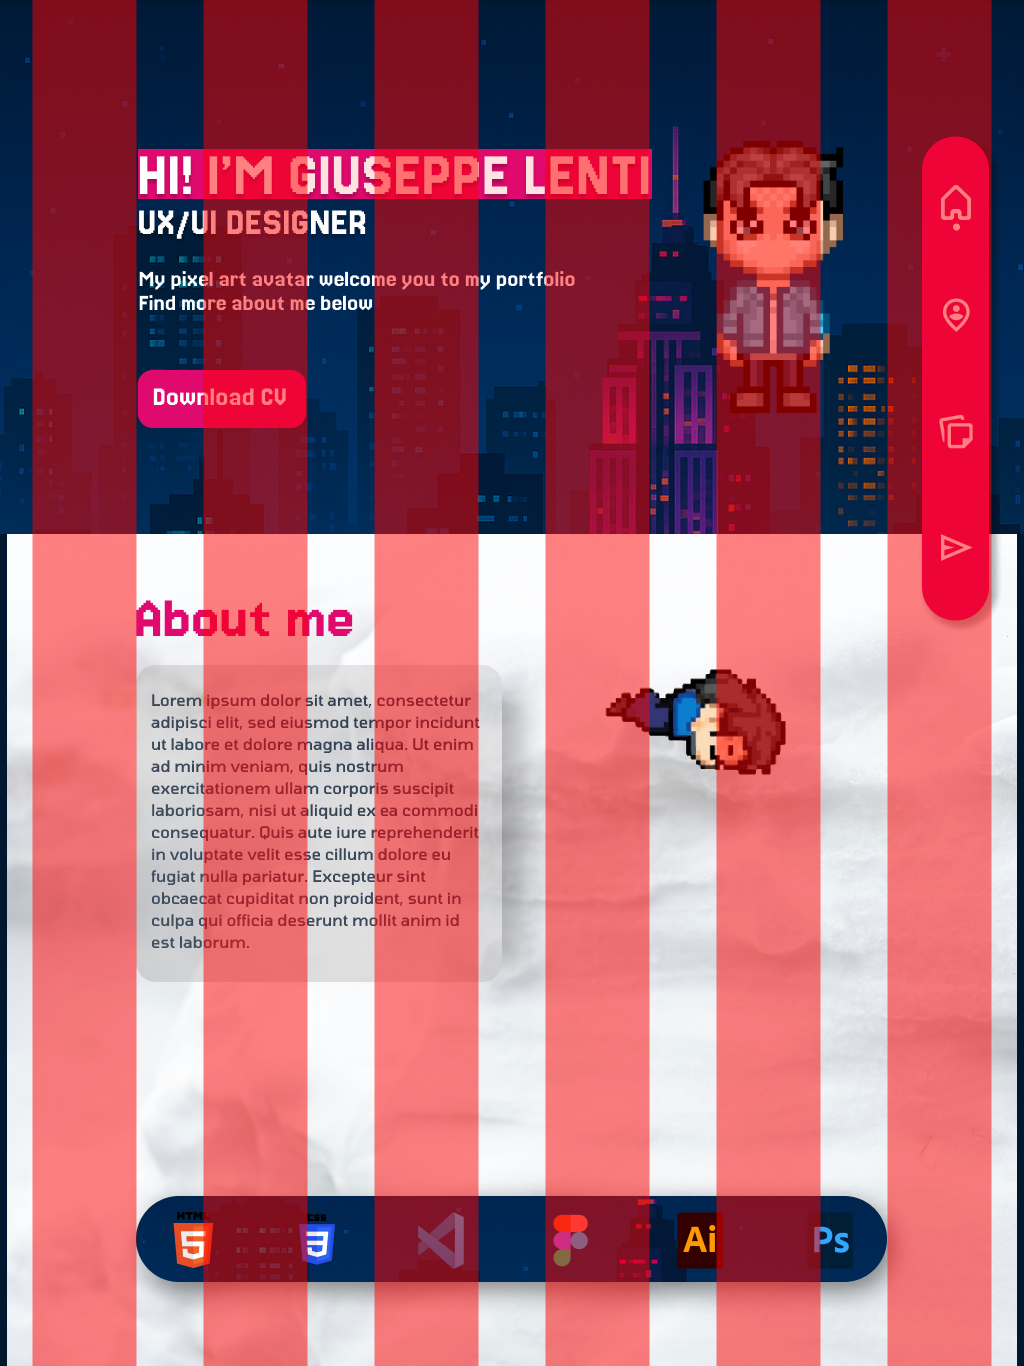 HI! I'M GIUSEPPE LENTI
UX/UI DESIGNER
My pixel art avatar welcome you to my portfolio
Find more about me below
Download CV
About me
Lorem ipsum dolor sit amet, consectetur
adipisci elit, sed eiusmod tempor incidunt
ut labore et dolore magna aliqua. Ut enim
ad minim veniam, quis nostrum
exercitationem ullam corporis suscipit
laboriosam, nisi ut aliquid ex ea commodi
consequatur. Quis aute iure reprehenderit
in voluptate velit esse cillum dolore eu
fugiat nulla pariatur. Excepteur sint
obcaecat cupiditat non proident, sunt in
culpa qui officia deserunt mollit anim id
est laborum.
HTML
5
CSS
3
Ai
Ps